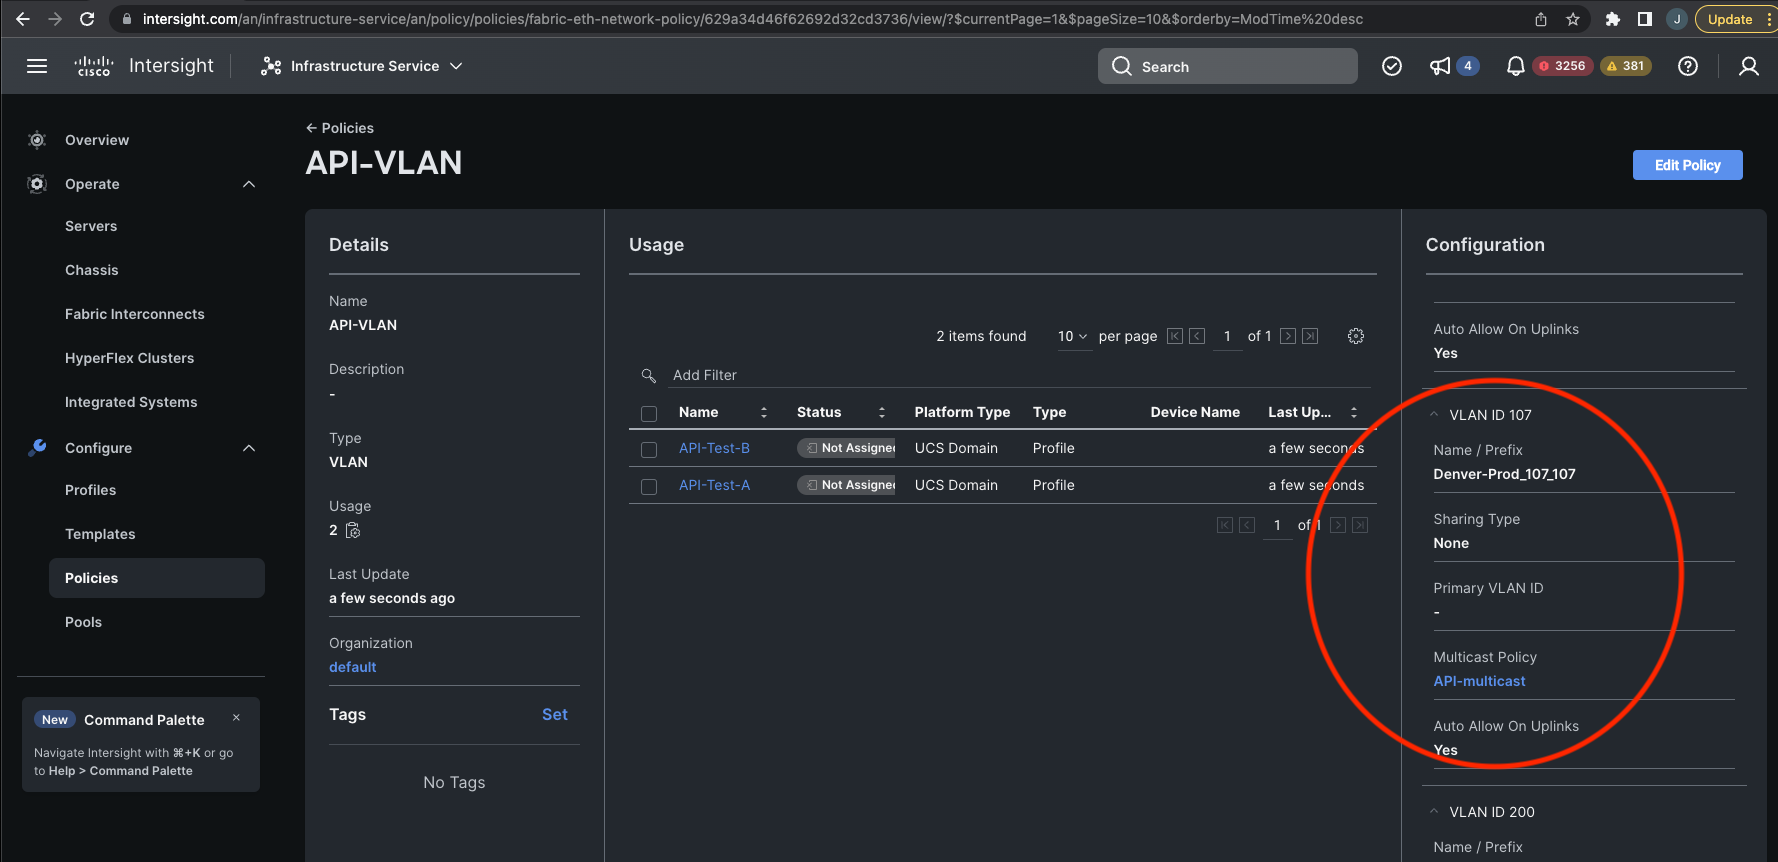 intersight.com/an/infrastructure-service/an/policy/policies/fabric-eth-network-policy/629a34d46f62692d32cd3736/view/?$currentPage=1&$pageSize=10&$orderby=ModTime%20desc
J
Update
CISCO
Intersight
Infrastructure Service
Search
4
3256
381
Overview
Operate
Servers
Chassis
Fabric Interconnects
HyperFlex Clusters
Integrated Systems
Configure
Profiles
Templates
Policies
Pools
New Command Palette
Navigate Intersight with ⌘+K or go
to Help > Command Palette
← Policies
API-VLAN
Edit Policy
Details
Name
API-VLAN
Description
-
Type
VLAN
Usage
2
Last Update
a few seconds ago
Organization
default
Tags Set
No Tags
Usage
2 items found 10 per page 1 of 1
Add Filter
Name Status Platform Type Type Device Name Last Up...
API-Test-B Not Assigned UCS Domain Profile a few seconds
API-Test-A Not Assigned UCS Domain Profile a few seconds
1 of 1
Configuration
Auto Allow On Uplinks
Yes
VLAN ID 107
Name / Prefix
Denver-Prod_107_107
Sharing Type
None
Primary VLAN ID
-
Multicast Policy
API-multicast
Auto Allow On Uplinks
Yes
VLAN ID 200
Name / Prefix